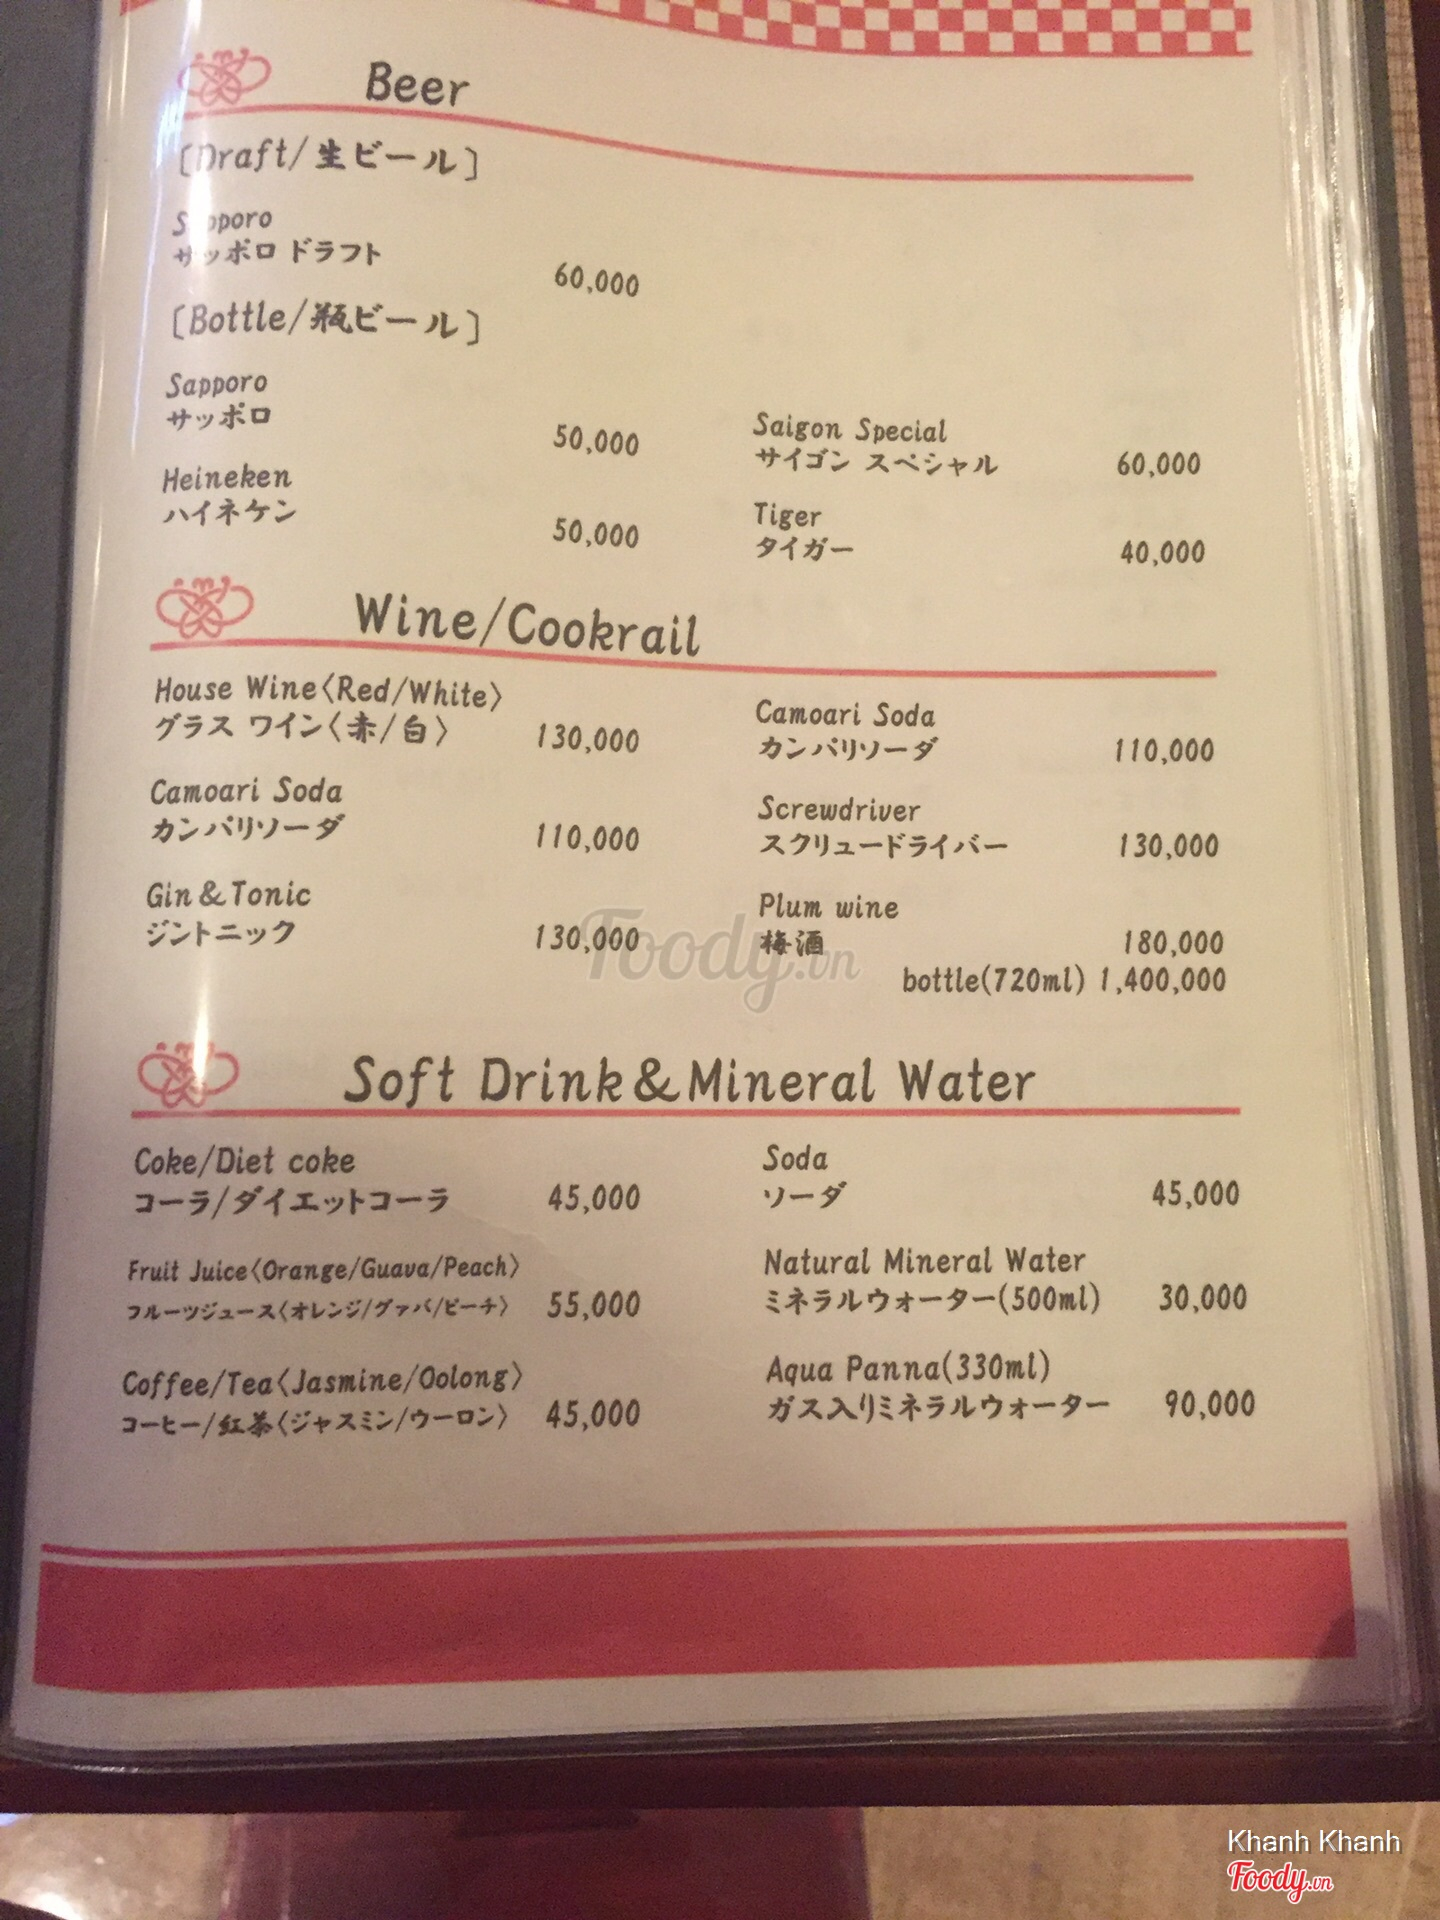 Beer
[Draft/生ビール]
Sapporo
サッポロ ドラフト
60,000
[Bottle/瓶ビール]
Sapporo
サッポロ
50,000
Heineken
ハイネケン
50,000
Saigon Special
サイゴン スペシャル
60,000
Tiger
タイガー
40,000
Wine/Cookrail
House Wine〈Red/White〉
グラス ワイン〈赤/白〉 130,000
Camoari Soda
カンパリソーダ
110,000
Gin&Tonic
ジントニック
130,000
Camoari Soda
カンパリソーダ 110,000
Screwdriver
スクリュードライバー 130,000
Plum wine
梅酒 180,000
bottle(720ml) 1,400,000
Foody.vn
Soft Drink&Mineral Water
Coke/Diet coke
コーラ/ダイエットコーラ 45,000
Fruit Juice〈Orange/Guava/Peach〉
フルーツジュース〈オレンジ/グァバ/ピーチ〉 55,000
Coffee/Tea〈Jasmine/Oolong〉
コーヒー/紅茶〈ジャスミン/ウーロン〉 45,000
Soda
ソーダ 45,000
Natural Mineral Water
ミネラルウォーター(500ml) 30,000
Aqua Panna(330ml)
ガス入りミネラルウォーター 90,000
Khanh Khanh
Foody.vn